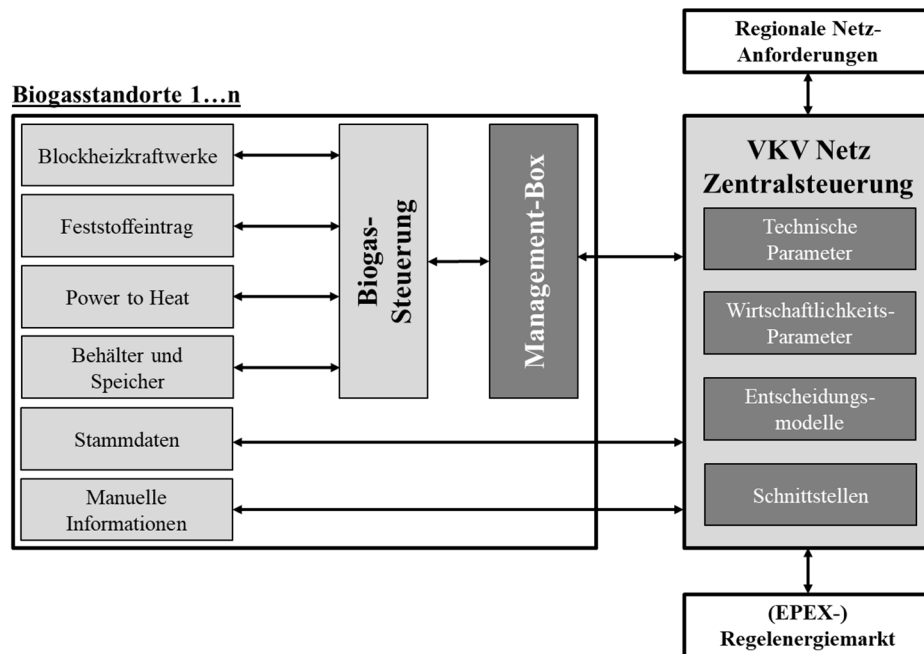 Regionale Netz-
Anforderungen
Biogasstandorte 1…n
Blockheizkraftwerke
Feststoffeintrag
Power to Heat
Behälter und
Speicher
Stammdaten
Manuelle
Informationen
Biogas-
Steuerung
Management-Box
VKV Netz
Zentralsteuerung
Technische
Parameter
Wirtschaftlichkeits-
Parameter
Entscheidungs-
modelle
Schnittstellen
(EPEX-)
Regelenergiemarkt